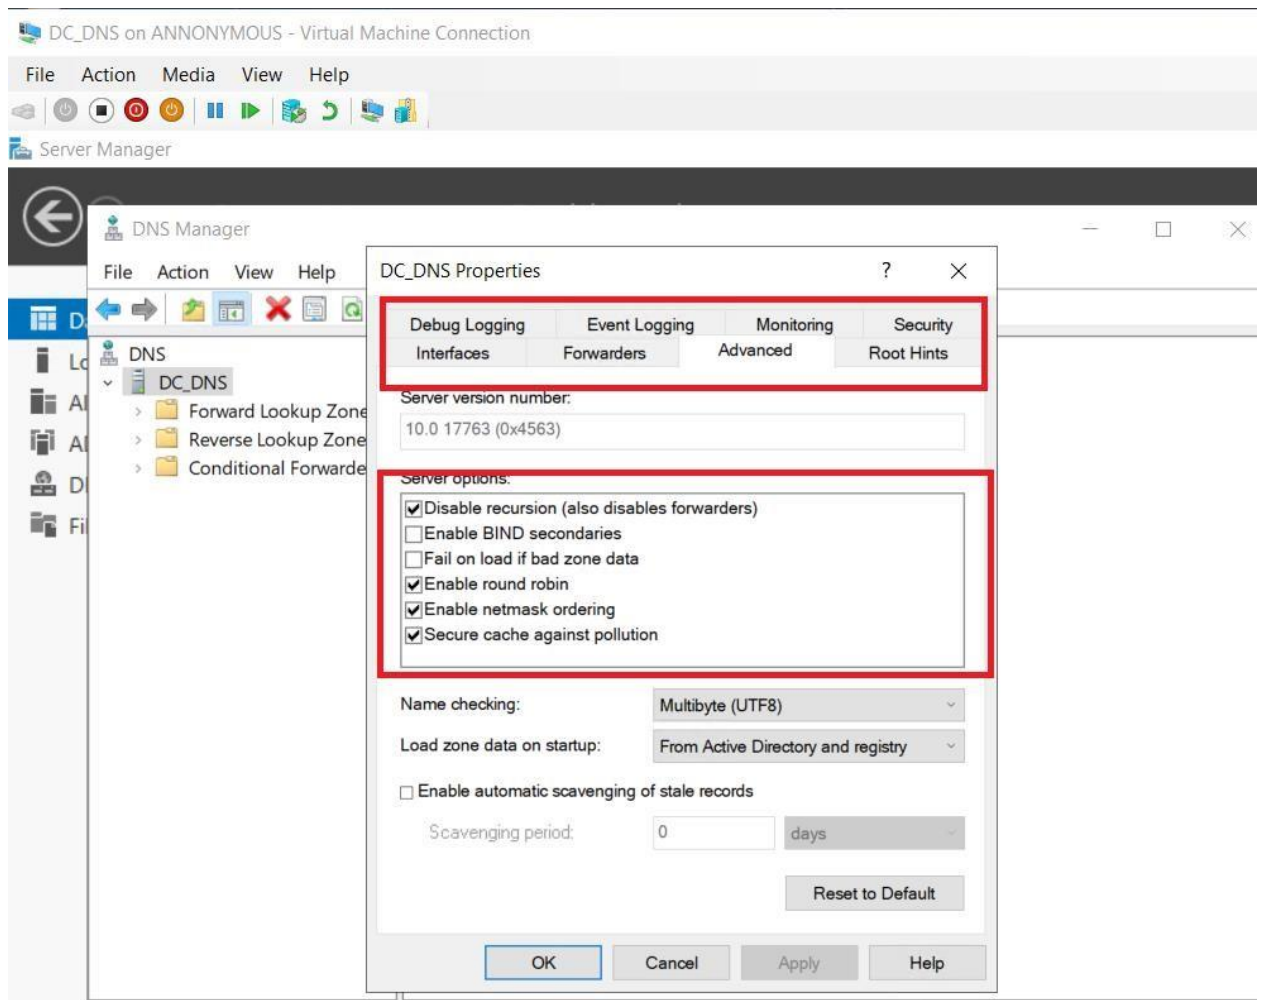 DC_DNS on ANNONYMOUS - Virtual Machine Connection
File Action Media View Help
Server Manager
DNS Manager
File Action View Help
DNS
DC_DNS
Forward Lookup Zone
Reverse Lookup Zone
Conditional Forwarde
DC_DNS Properties
?
Debug Logging Event Logging Monitoring Security
Interfaces Forwarders Advanced Root Hints
Server version number:
10.0 17763 (0x4563)
Server options:
Disable recursion (also disables forwarders)
Enable BIND secondaries
Fail on load if bad zone data
Enable round robin
Enable netmask ordering
Secure cache against pollution
Name checking: Multibyte (UTF8)
Load zone data on startup: From Active Directory and registry
Enable automatic scavenging of stale records
Scavenging period: 0 days
Reset to Default
OK Cancel Apply Help